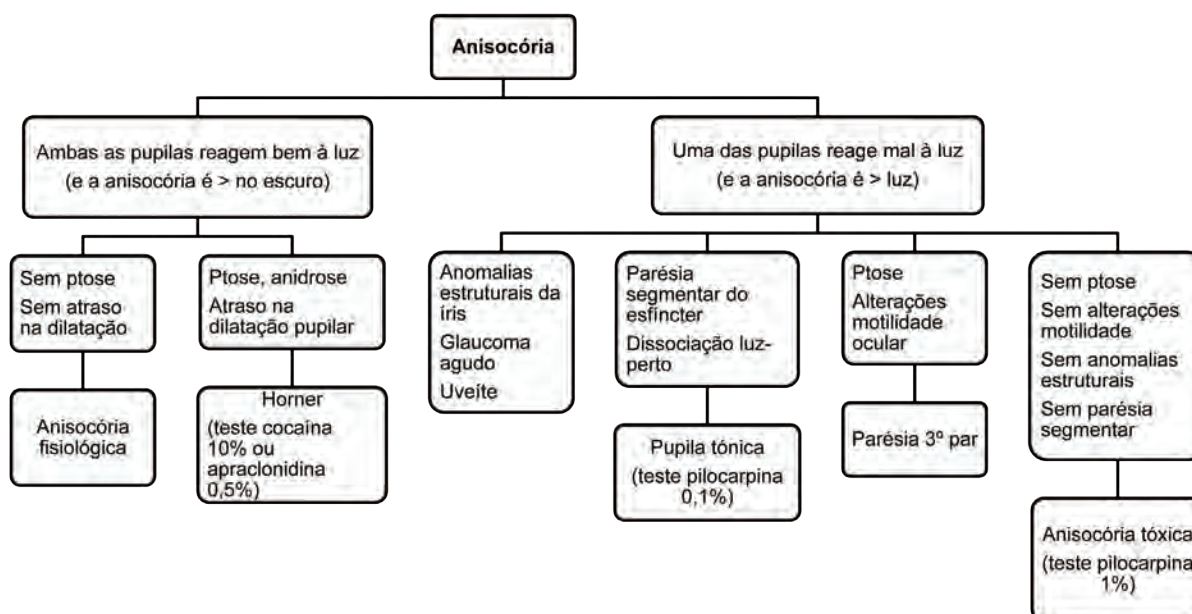 Anisocória
Ambas as pupilas reagem bem à luz
(e a anisocória é > no escuro)
Uma das pupilas reage mal à luz
(e a anisocória é > luz)
Sem ptose
Sem atraso
na dilatação
Ptose, anidrose
Atraso na
dilatação pupilar
Anomalias
estruturais da
íris
Glaucoma
agudo
Uveíte
Parésia
segmentar do
esfíncter
Dissociação luz-
perto
Ptose
Alterações
motilidade
ocular
Sem ptose
Sem alterações
motilidade
Sem anomalias
estruturais
Sem parésia
segmentar
Anisocória
fisiológica
Horner
(teste cocaína
10% ou
apraclonidina
0,5%)
Pupila tónica
(teste pilocarpina
0,1%)
Parésia 3º par
Anisocória tóxica
(teste pilocarpina
1%)